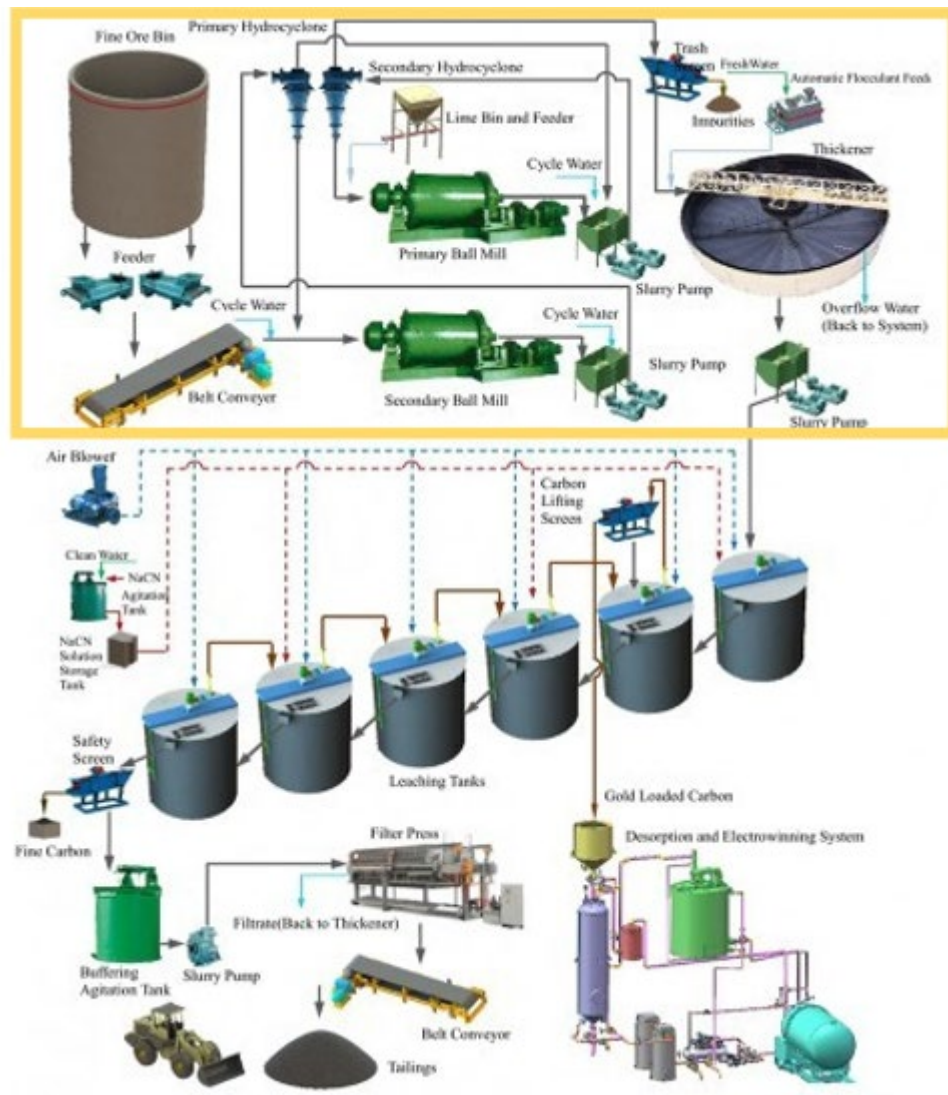 Primary Hydrocyclone
Fine Ore Bin
Secondary Hydrocyclone
Trash
Screen
FreshWater
Automatic Flocculant Feeds
Impurities
Lime Bin and Feeder
Thickener
Cycle Water
Primary Ball Mill
Slurry Pump
Feeder
Cycle Water
Cycle Water
Overflow Water
(Back to System)
Slurry Pump
Belt Conveyer
Secondary Ball Mill
Slurry Pump
Air Blower
Carbon
Lifting
Screen
Clean Water
NaCN
Agitation
Tank
NaCN
Solution
Storage
Tank
Safety
Screen
Leaching Tanks
Gold Loaded Carbon
Fine Carbon
Filter Press
Desorption and Electrowinning System
Filtrate(Back to Thickener)
Buffering
Agitation Tank
Slurry Pump
Belt Conveyor
Tailings